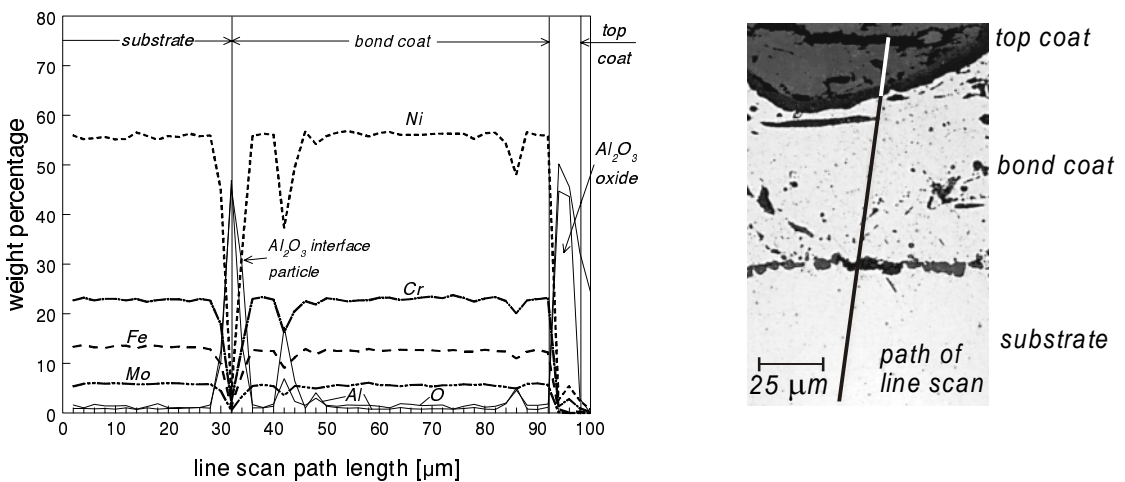 weight percentage
80
70
60
50
40
30
20
10
0
substrate
bond coat
top
coat
Ni
Al₂O₃
oxide
Al₂O₃ interface
particle
Cr
Fe
Mo
Al
O
0 10 20 30 40 50 60 70 80 90 100
line scan path length [µm]
top coat
bond coat
substrate
path of
line scan
25 µm